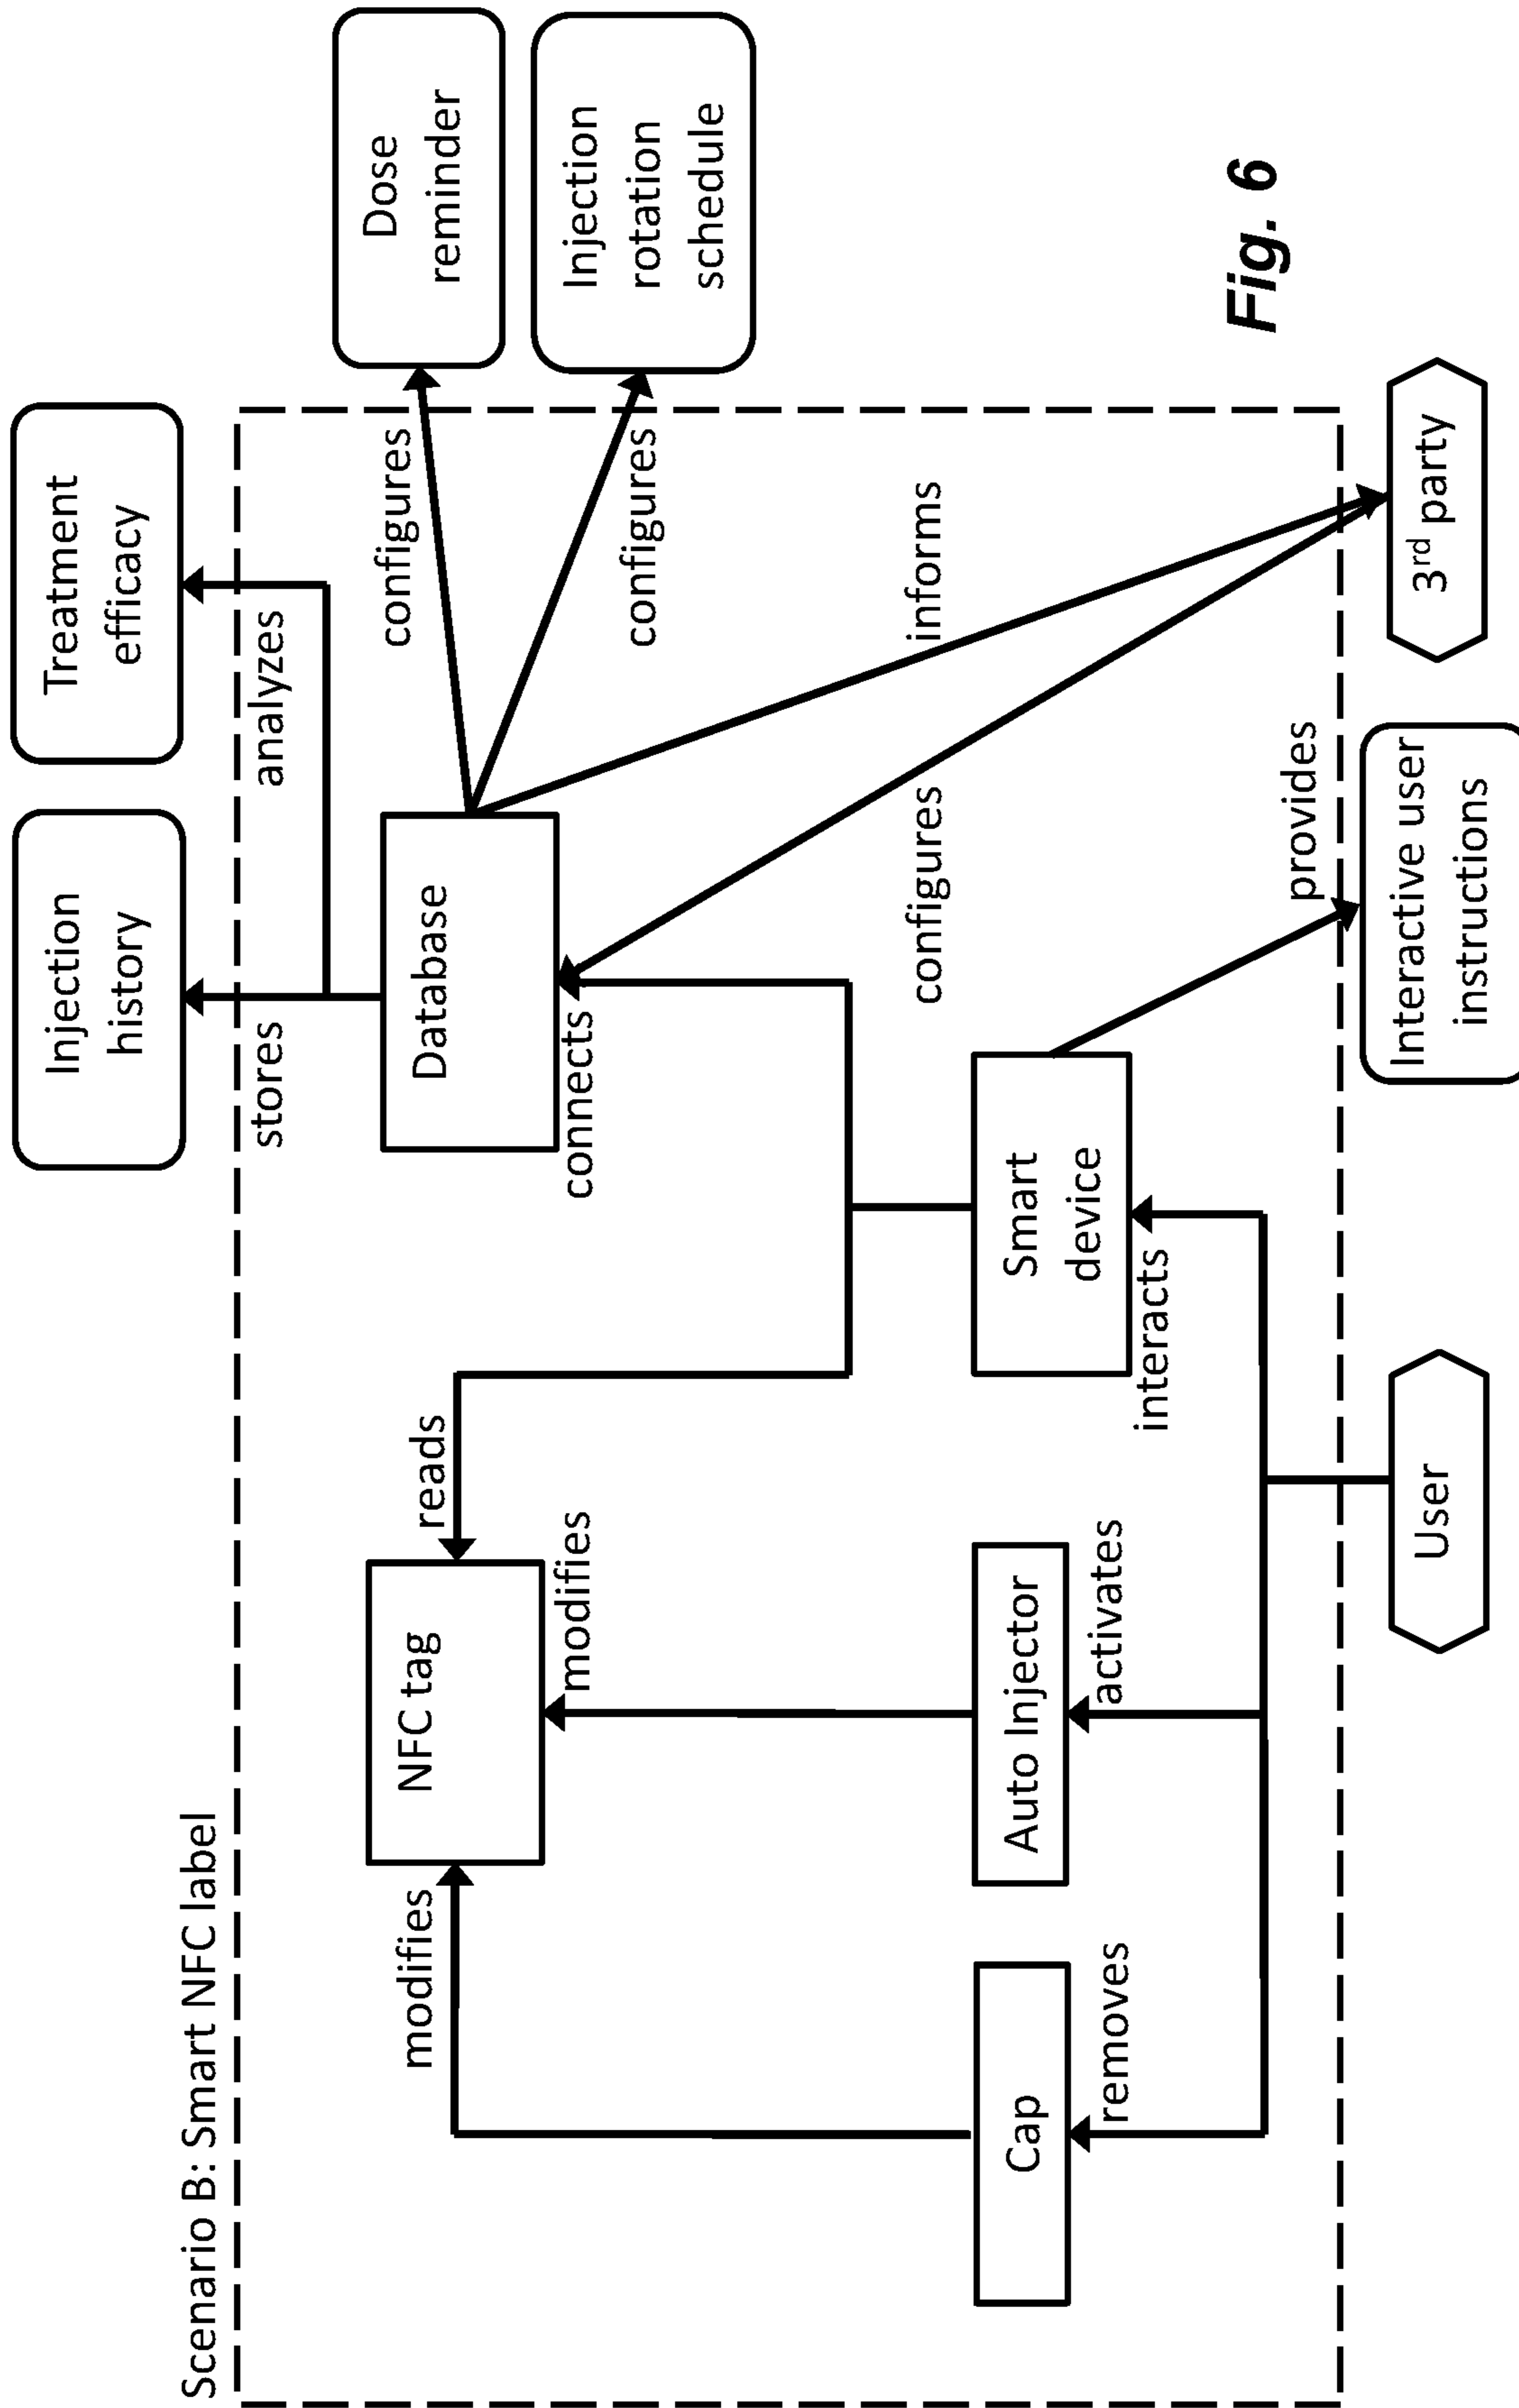 Scenario B: Smart NFC label
Injection
history
Treatment
efficacy
stores
analyzes
Dose
reminder
Injection
rotation
schedule
configures
configures
Database
connects
NFC tag
modifies
reads
modifies
informs
configures
Cap
Auto Injector
Smart
device
removes
activates
interacts
provides
User
Interactive user
instructions
3rd party
Fig. 6